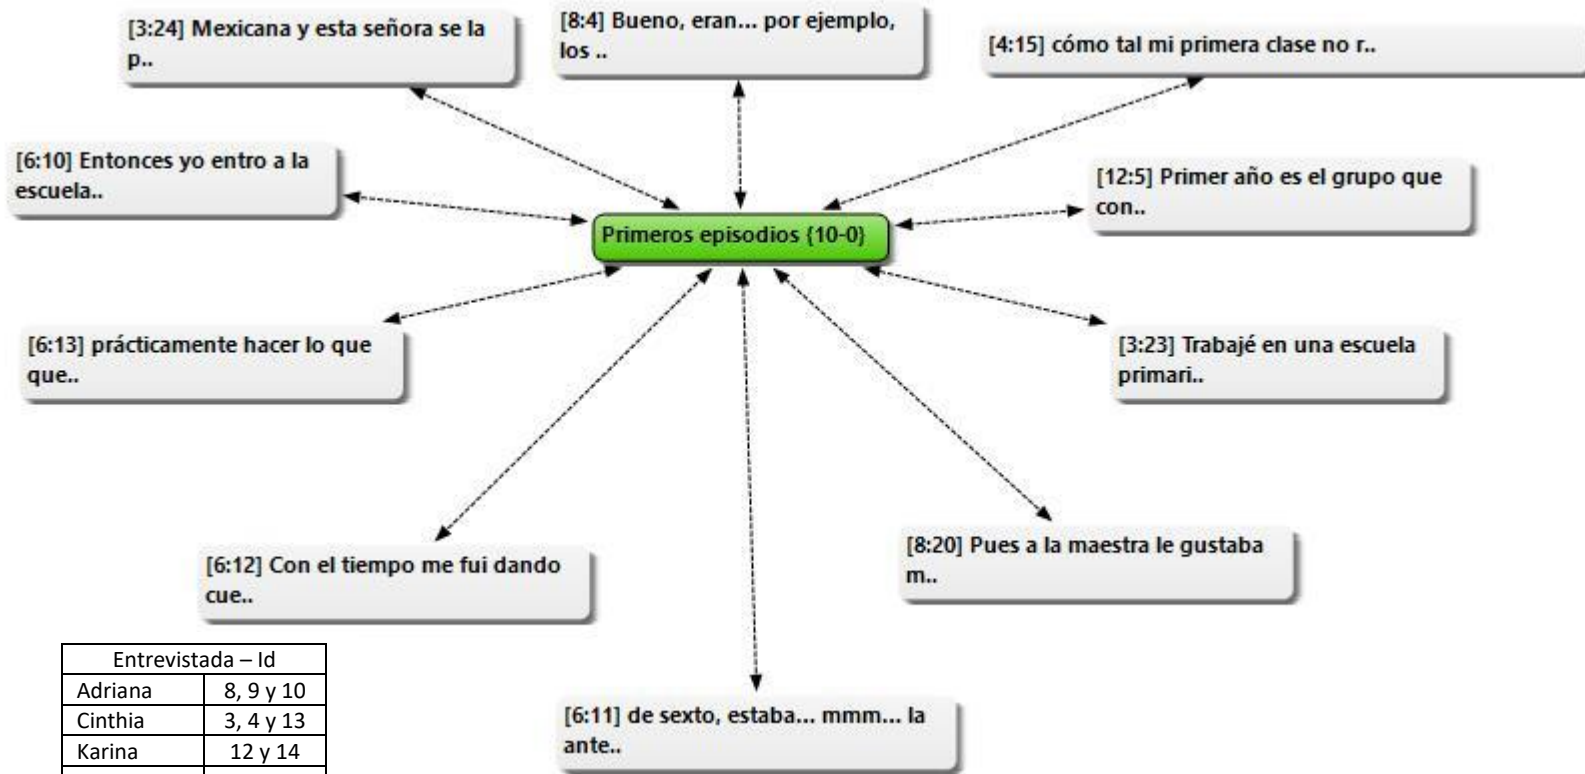 [3:24] Mexicana y esta señora se la
p..
[8:4] Bueno, eran... por ejemplo,
los ..
[4:15] cómo tal mi primera clase no r..
[6:10] Entonces yo entro a la
escuela..
[12:5] Primer año es el grupo que
con..
Primeros episodios {10-0}
[6:13] prácticamente hacer lo que
que..
[3:23] Trabajé en una escuela
primari..
[6:12] Con el tiempo me fui dando
cue..
[8:20] Pues a la maestra le gustaba
m..
[6:11] de sexto, estaba... mmm... la
ante..
Entrevistada – Id
Adriana 8, 9 y 10
Cinthia 3, 4 y 13
Karina 12 y 14